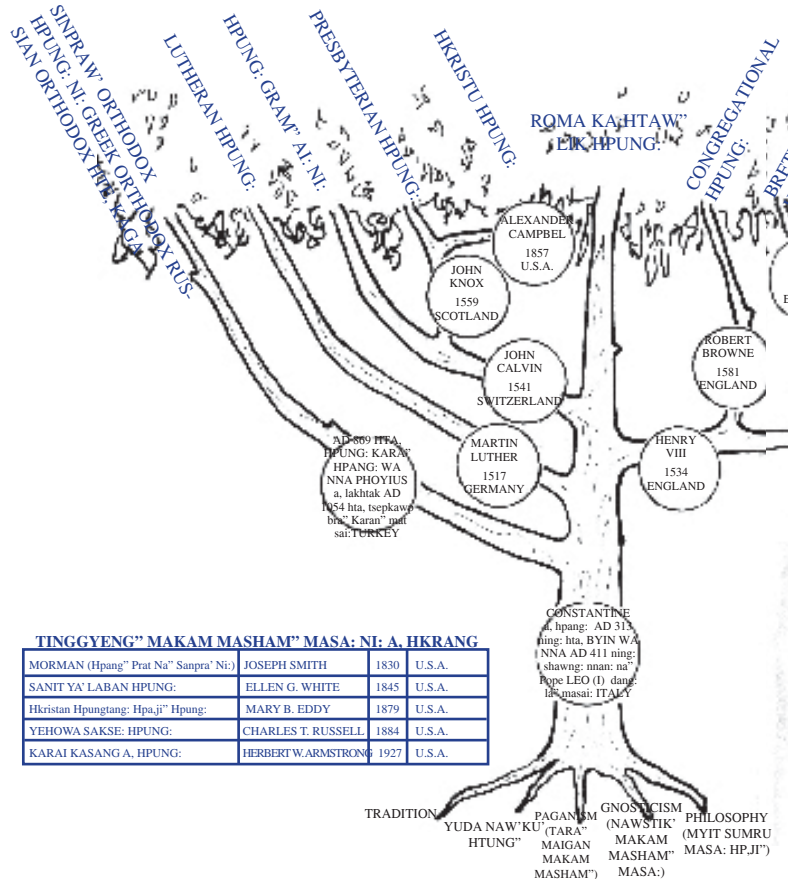 SINPRAW’ ORTHODOX
HPUNG: NI: GREEK ORTHODOX RUS-
SIAN ORTHODOX HTE, KAGA,
LUTHERAN HPUNG:
HPUNG: GRAM” AI: NI:
PRESBYTERIAN HPUNG:
HKRISTU HPUNG:
ROMA KA:HTAW”
LIK HPUNG:
CONGREGATIONAL
HPUNG:
ALEXANDER
CAMPBEL
1857
U.S.A.
JOHN
KNOX
1559
SCOTLAND
JOHN
CALVIN
1541
SWITZERLAND
ROBERT
BROWNE
1581
ENGLAND
MARTIN
LUTHER
1517
GERMANY
HENRY
VIII
1534
ENGLAND
AD 869 HTA,
HPUNG: KARA”
HPANG: WA
NNA PHOYIUS
a, lakhtak AD
1054 hta, tsepkawp
bra” Karan” mat
sai:TURKEY
CONSTANTINE
a, hpang: AD 313
ning: hta, BYIN WA
NNA AD 411 ning:
shawng: nnan: na”
Pope LEO (I) dang:
la” masai: ITALY
TINGGYENG” MAKAM MASHAM” MASA: NI: A, HKRANG
MORMAN (Hpang” Prat Na” Sanpra’ Ni:) JOSEPH SMITH 1830 U.S.A.
SANIT YA’ LABAN HPUNG: ELLEN G. WHITE 1845 U.S.A.
Hkristan Hpungtang: Hpa,ji” Hpung: MARY B. EDDY 1879 U.S.A.
YEHOWA SAKSE: HPUNG: CHARLES T. RUSSELL 1884 U.S.A.
KARAI KASANG A, HPUNG: HERBERT W. ARMSTRONG 1927 U.S.A.
TRADITION
YUDA NAW’KU’
HTUNG”
PAGANISM
(TARA”
MAIGAN
MAKAM
MASHAM”)
GNOSTICISM
(NAWSTIK’
MAKAM
MASHAM”
MASA:)
PHILOSOPHY
(MYIT SUMRU
MASA: HP,JI”)